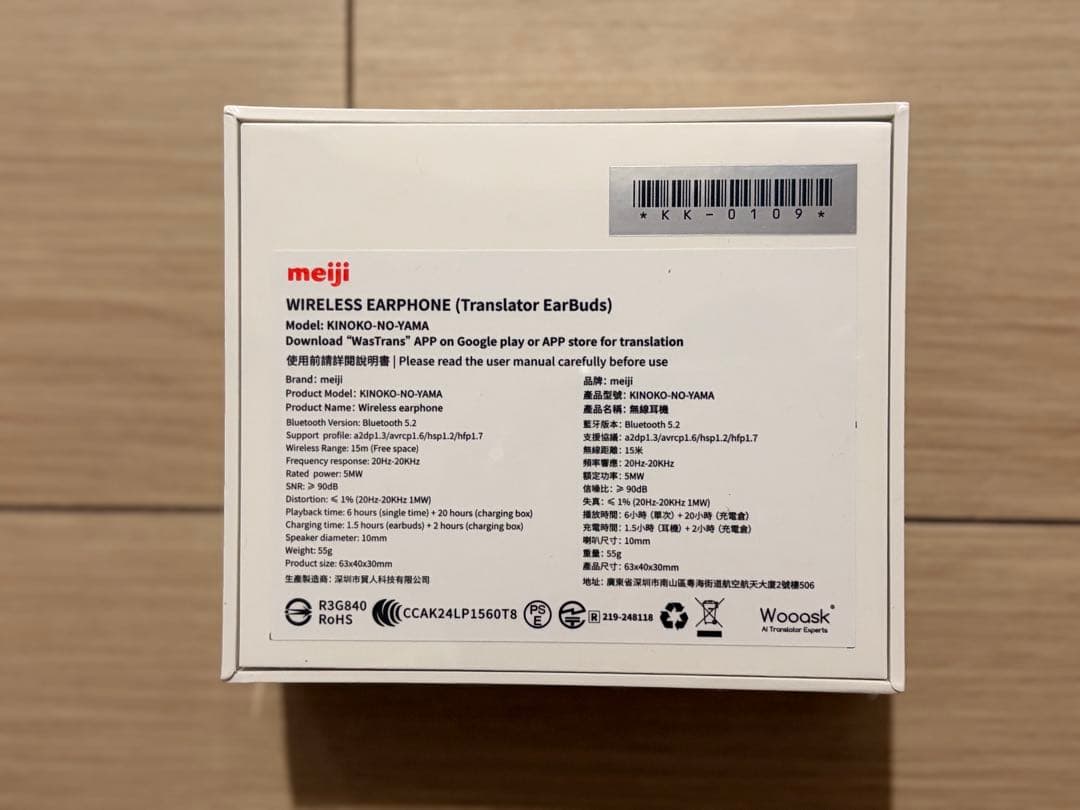 *KK-0109*
meiji
WIRELESS EARPHONE (Translator EarBuds)
Model: KINOKO-NO-YAMA
Download “WasTrans” APP on Google play or APP store for translation
使用前請詳開說明書 | Please read the user manual carefully before use
Brand: meiji
Product Model: KINOKO-NO-YAMA
Product Name: Wireless earphone
Bluetooth Version: Bluetooth 5.2
Support profile: a2dp1.3/avrcp1.6/hsp1.2/hfp1.7
Wireless Range: 15m (Free space)
Frequency response: 20Hz-20KHz
Rated power: 5MW
SNR: ≥ 90dB
Distortion: ≤ 1% (20Hz-20KHz 1MW)
Playback time: 6 hours (single time) + 20 hours (charging box)
Charging time: 1.5 hours (earbuds) + 2 hours (charging box)
Speaker diameter: 10mm
Weight: 55g
Product size: 63x40x30mm
生產製造商: 深圳市貿人科技有限公司
品牌: meiji
產品型號: KINOKO-NO-YAMA
產品名稱: 無線耳機
藍牙版本: Bluetooth 5.2
支援協議: a2dp1.3/avrcp1.6/hsp1.2/hfp1.7
無線距離: 15米
頻率響應: 20Hz-20KHz
額定功率: 5MW
信噪比: ≥ 90dB
失真: ≤ 1% (20Hz-20KHz 1MW)
播放時間: 6小時 (單次) + 20小時 (充電倉)
充電時間: 1.5小時 (耳機) + 2小時 (充電倉)
喇叭尺寸: 10mm
重量: 55g
產品尺寸: 63x40x30mm
地址: 廣東省深圳市南山區粵海街道航空航天大廈2號樓506
R3G840
RoHS
CCAK24LP1560T8
PS
E
R 219-248118
Wooask
AI Translator Experts